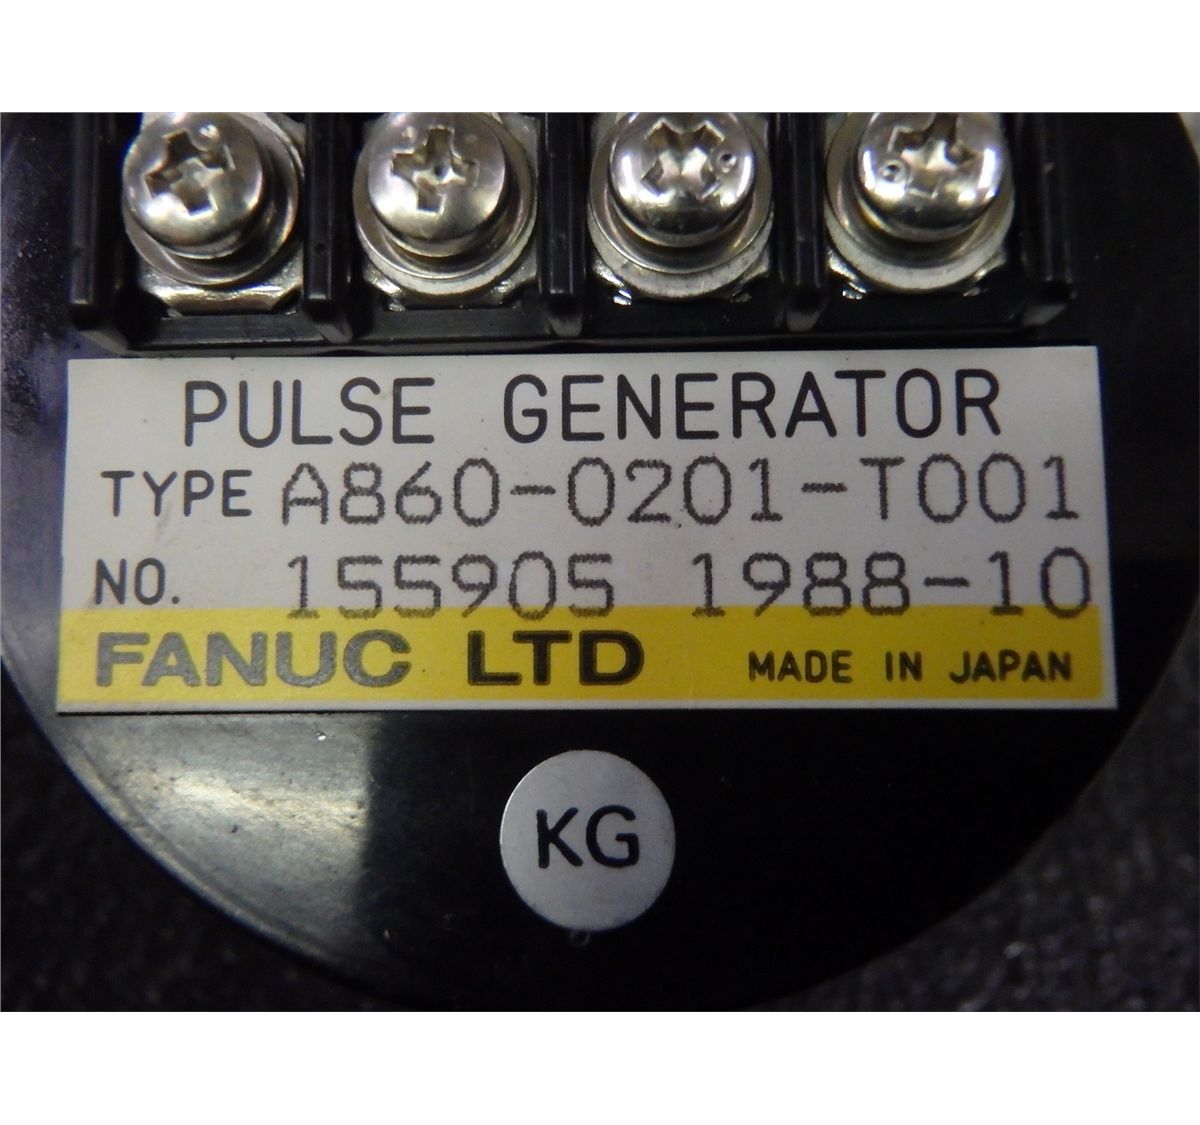 PULSE GENERATOR
TYPE A860-0201-T001
NO. 155905 1988-10
FANUC LTD MADE IN JAPAN
KG